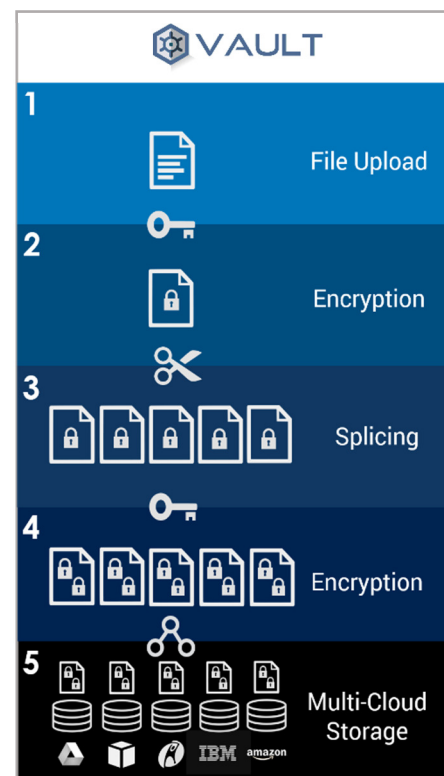 VAULT
1
File Upload
2
Encryption
3
Splicing
4
Encryption
5
Multi-Cloud
Storage
IBM
amazon